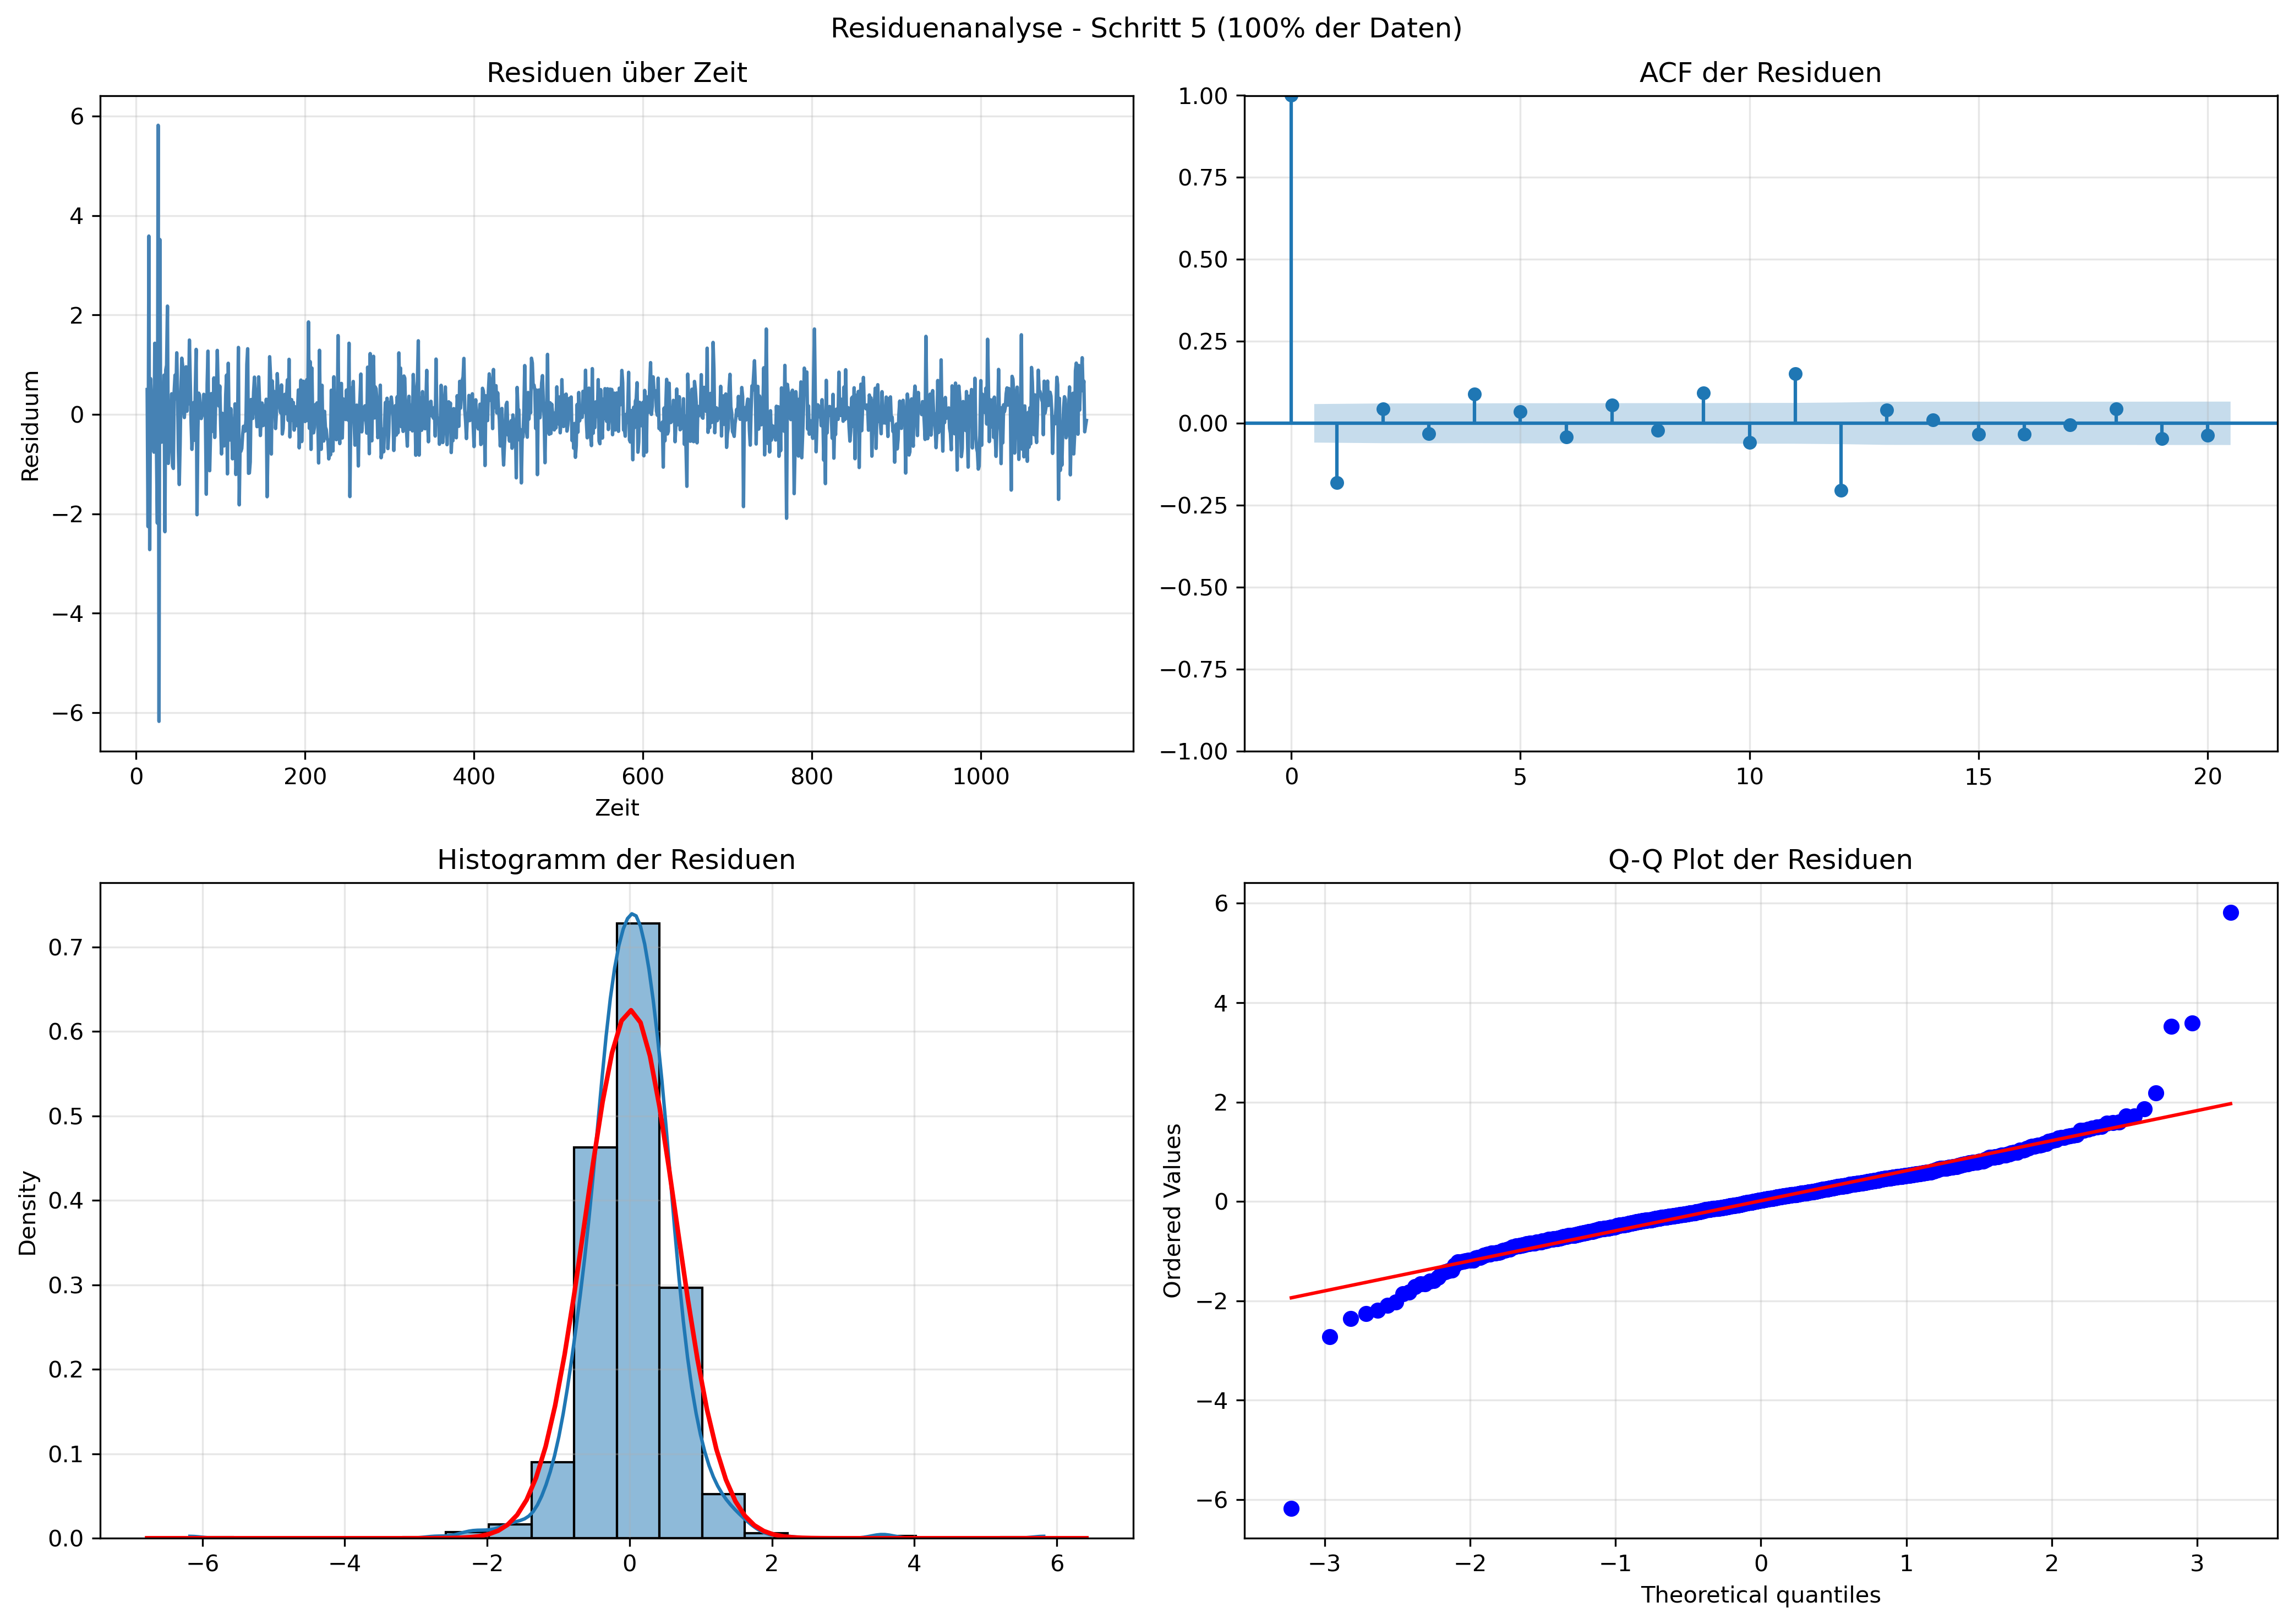 Residuenanalyse - Schritt 5 (100% der Daten)
Residuen über Zeit
6
4
2
0
−2
−4
−6
Residuum
0 200 400 600 800 1000
Zeit
ACF der Residuen
1.00
0.75
0.50
0.25
0.00
−0.25
−0.50
−0.75
−1.00
0 5 10 15 20
Histogramm der Residuen
0.7
0.6
0.5
0.4
0.3
0.2
0.1
0.0
Density
−6 −4 −2 0 2 4 6
Q-Q Plot der Residuen
6
4
2
0
−2
−4
−6
Ordered Values
−3 −2 −1 0 1 2 3
Theoretical quantiles